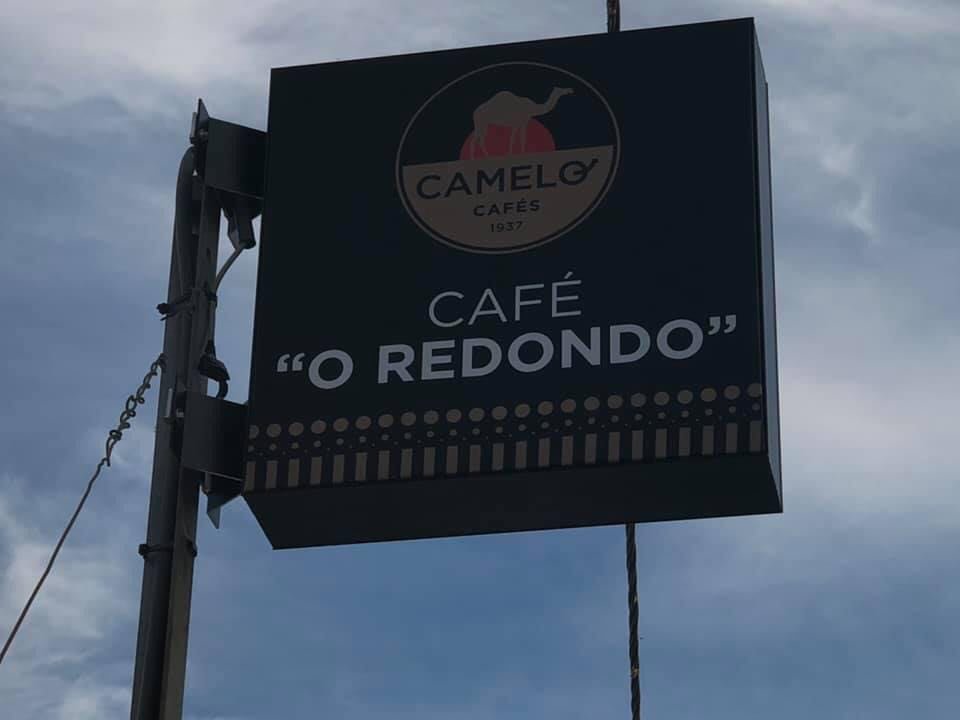 CAMELO
CAFÉS
1937
CAFÉ
“O REDONDO”